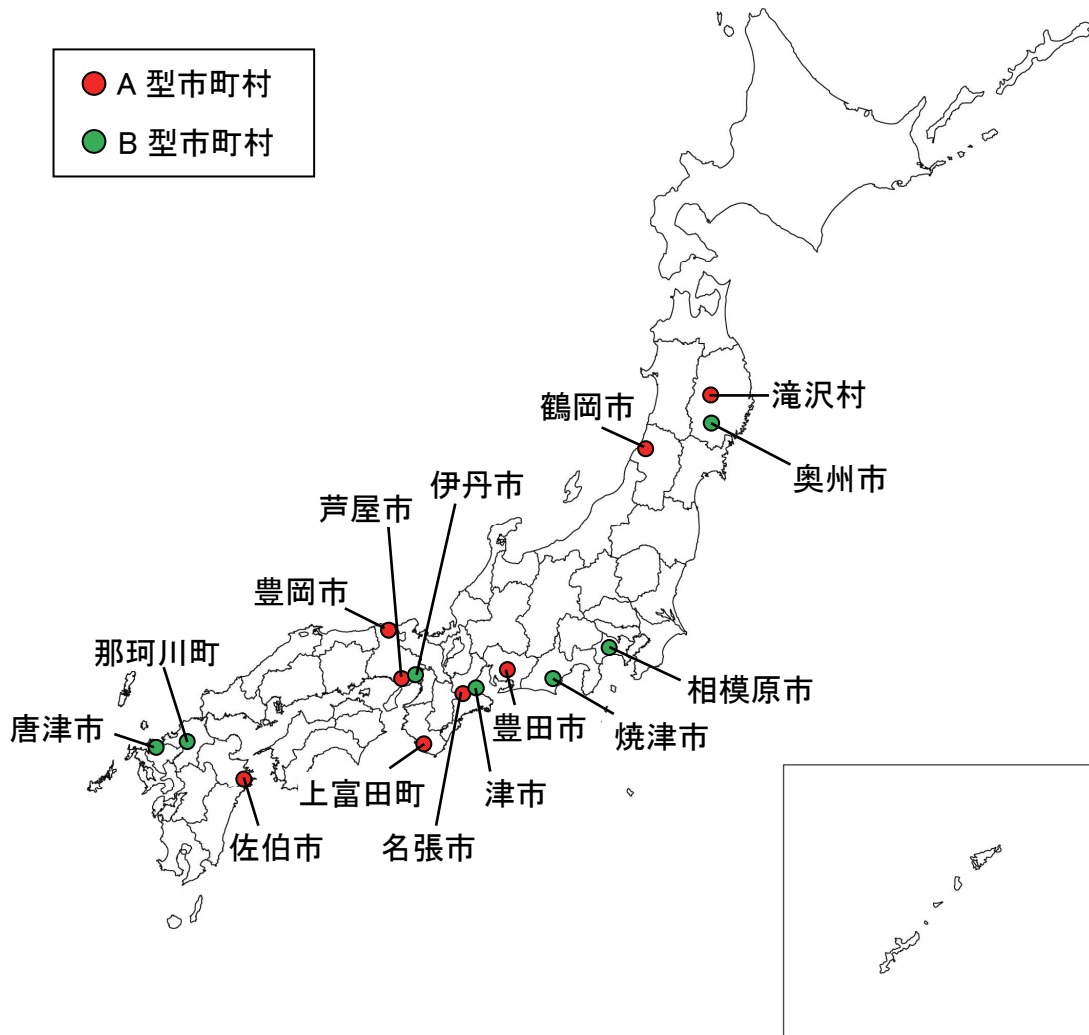 A 型市町村
B 型市町村
滝沢村
鶴岡市
奥州市
伊丹市
芦屋市
豊岡市
那珂川町
相模原市
唐津市
豊田市
焼津市
上富田町
津市
佐伯市
名張市